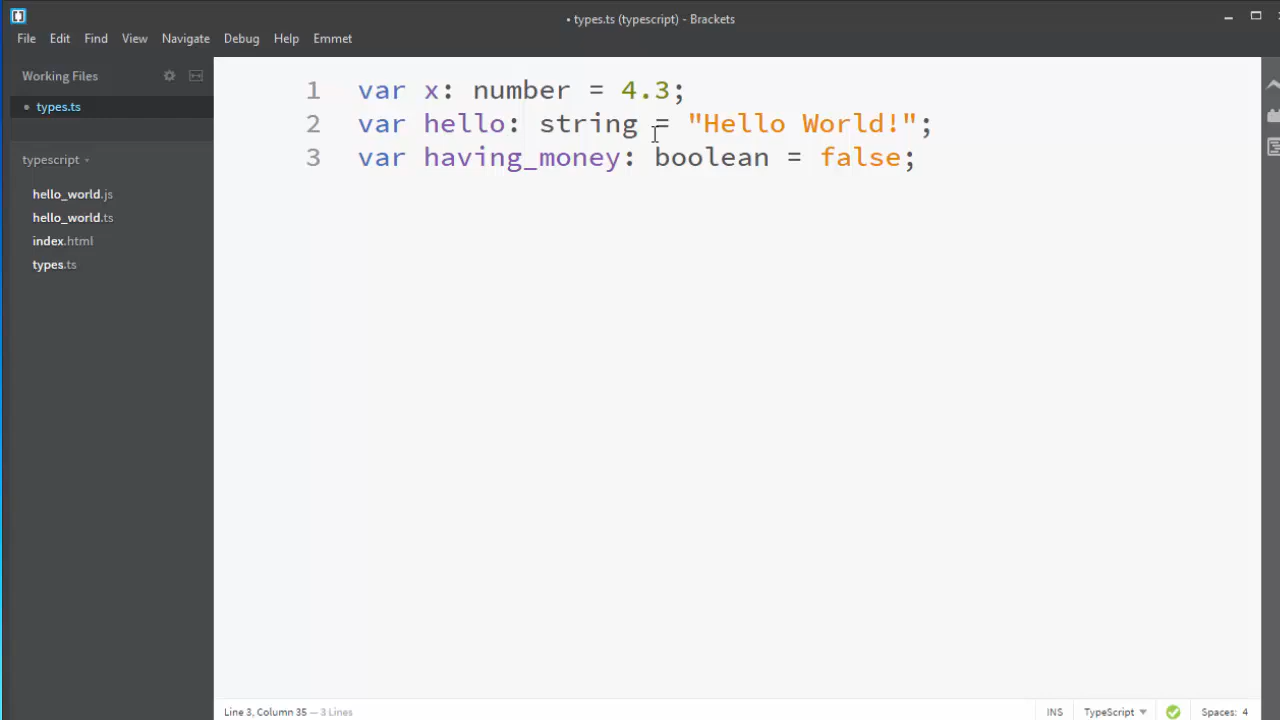 • types.ts (typescript) - Brackets
File Edit Find View Navigate Debug Help Emmet
Working Files
• types.ts
typescript
hello_world.js
hello_world.ts
index.html
types.ts
1 var x: number = 4.3;
2 var hello: string = "Hello World!";
3 var having_money: boolean = false;
Line 3, Column 35 — 3 Lines
INS TypeScript Spaces: 4